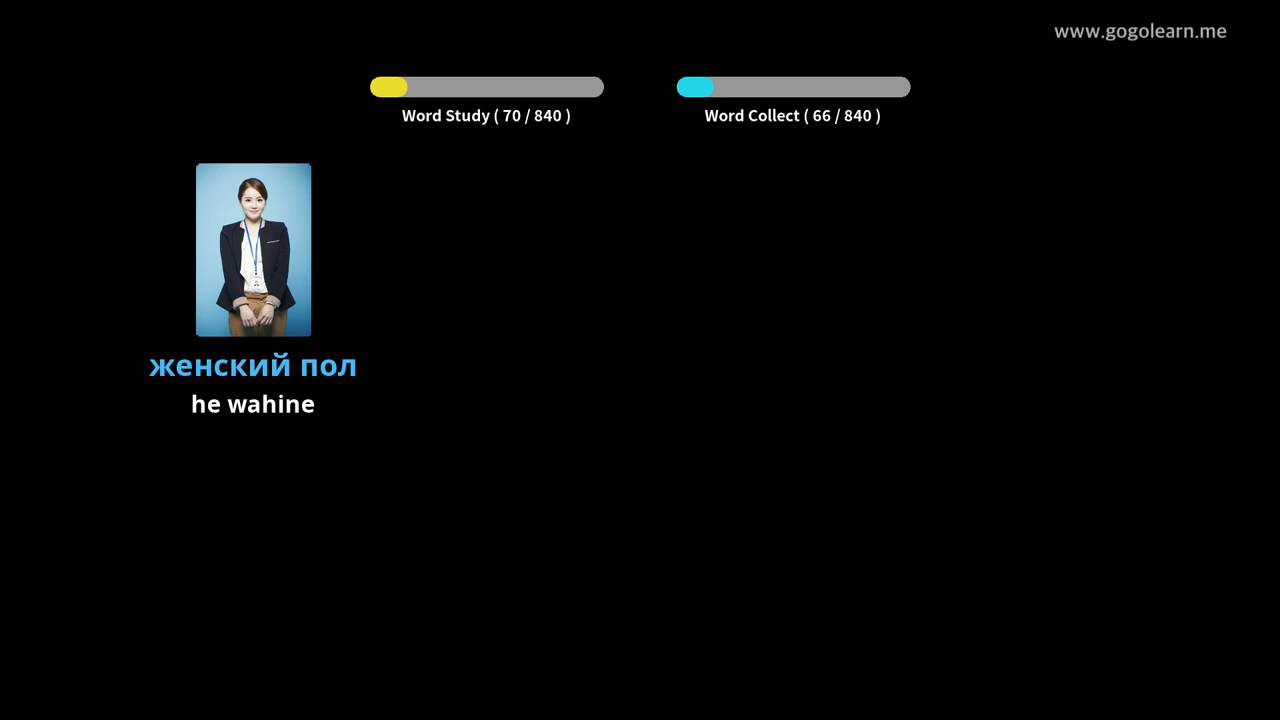 www.gogolearn.me
Word Study ( 70 / 840 )
Word Collect ( 66 / 840 )
женский пол
he wahine